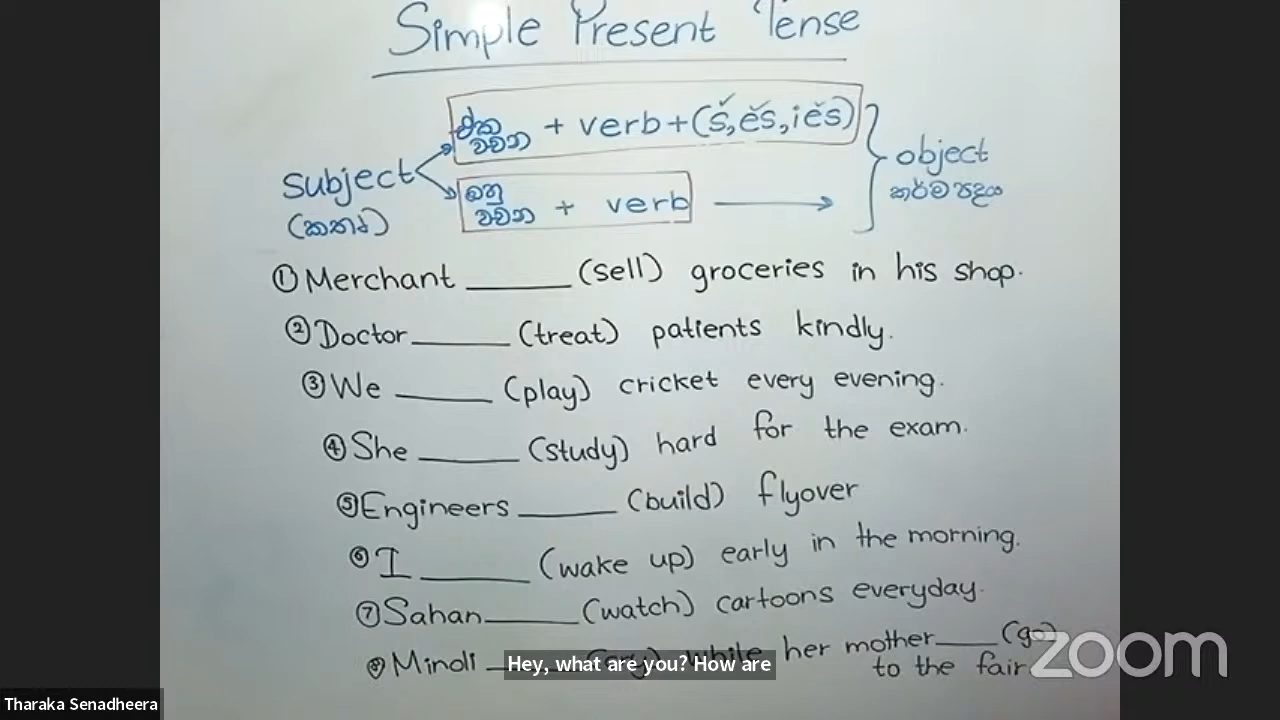 Simple Present Tense
ඒක වචන + verb + (s, es, ies)
subject
object
(කතෘ)
කර්ම පදය
බහු වචන + verb
① Merchant ______ (sell) groceries in his shop.
② Doctor ______ (treat) patients kindly.
③ We ______ (play) cricket every evening.
④ She ______ (study) hard for the exam.
⑤ Engineers ______ (build) flyover
⑥ I ______ (wake up) early in the morning.
⑦ Sahan ______ (watch) cartoons everyday.
⑧ Minoli ______ while her mother ____ (go)
to the fair
Hey, what are you? How are
zoom
Tharaka Senadheera